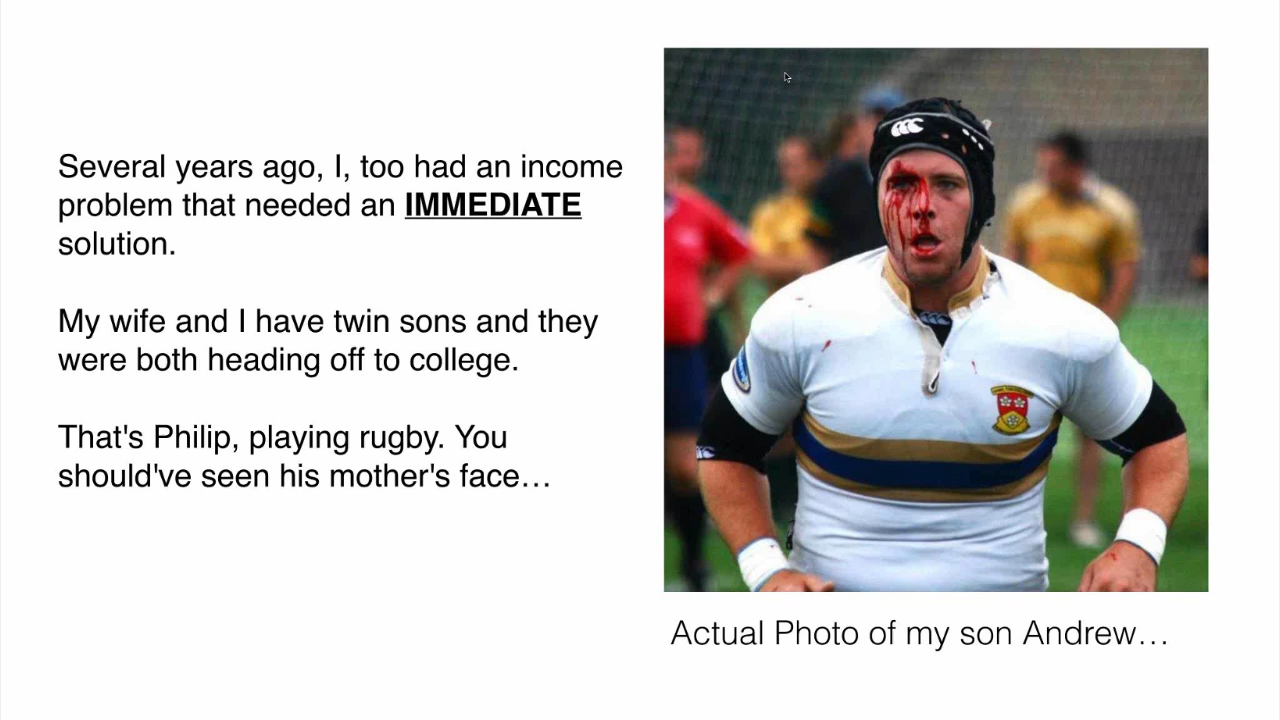 Several years ago, I, too had an income
problem that needed an IMMEDIATE
solution.
My wife and I have twin sons and they
were both heading off to college.
That's Philip, playing rugby. You
should've seen his mother's face…
Actual Photo of my son Andrew…